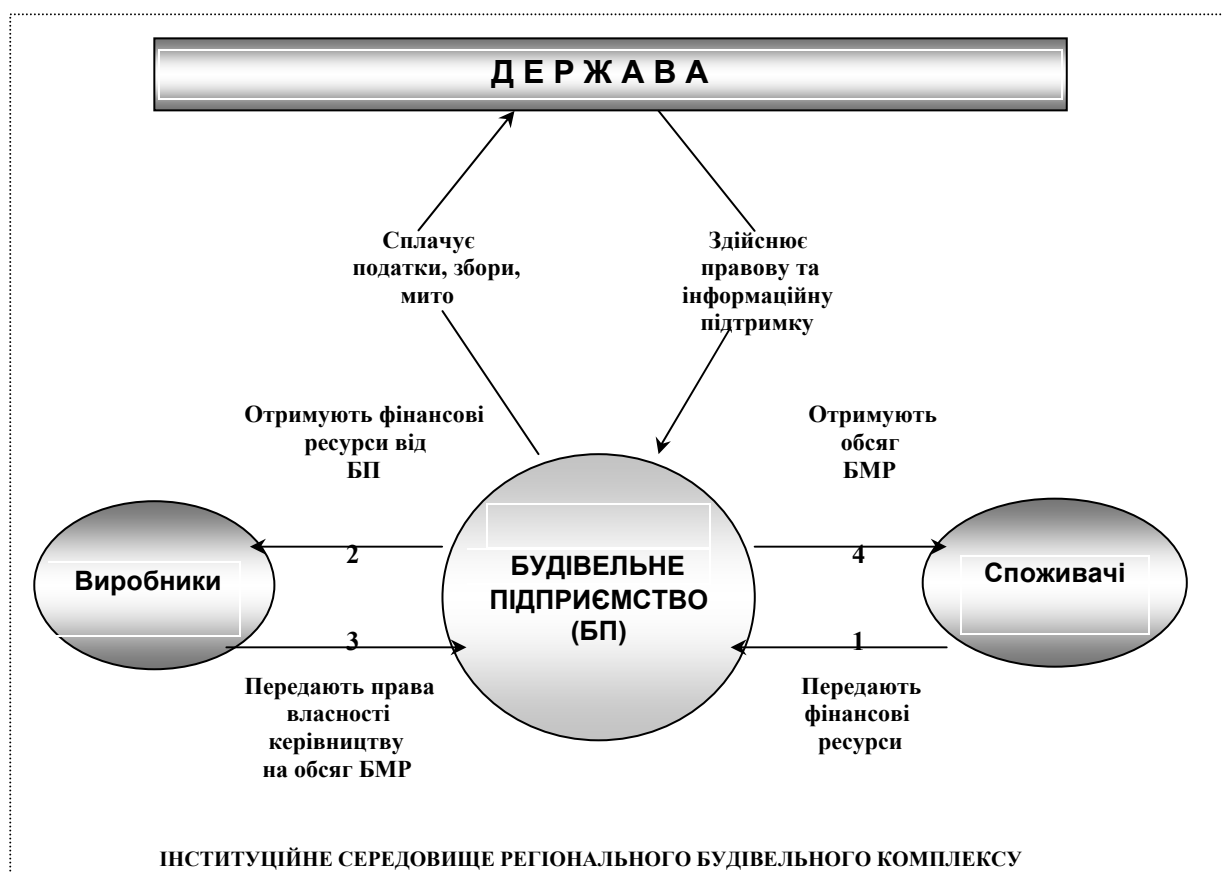 Д Е Р Ж А В А
Сплачує
податки, збори,
мито
Здійснює
правову та
інформаційну
підтримку
Отримують фінансові
ресурси від
БП
Отримують
обсяг
БМР
Виробники
2
БУДІВЕЛЬНЕ
ПІДПРИЄМСТВО
(БП)
4
Споживачі
3
1
Передають права
власності
керівництву
на обсяг БМР
Передають
фінансові
ресурси
ІНСТИТУЦІЙНЕ СЕРЕДОВИЩЕ РЕГІОНАЛЬНОГО БУДІВЕЛЬНОГО КОМПЛЕКСУ